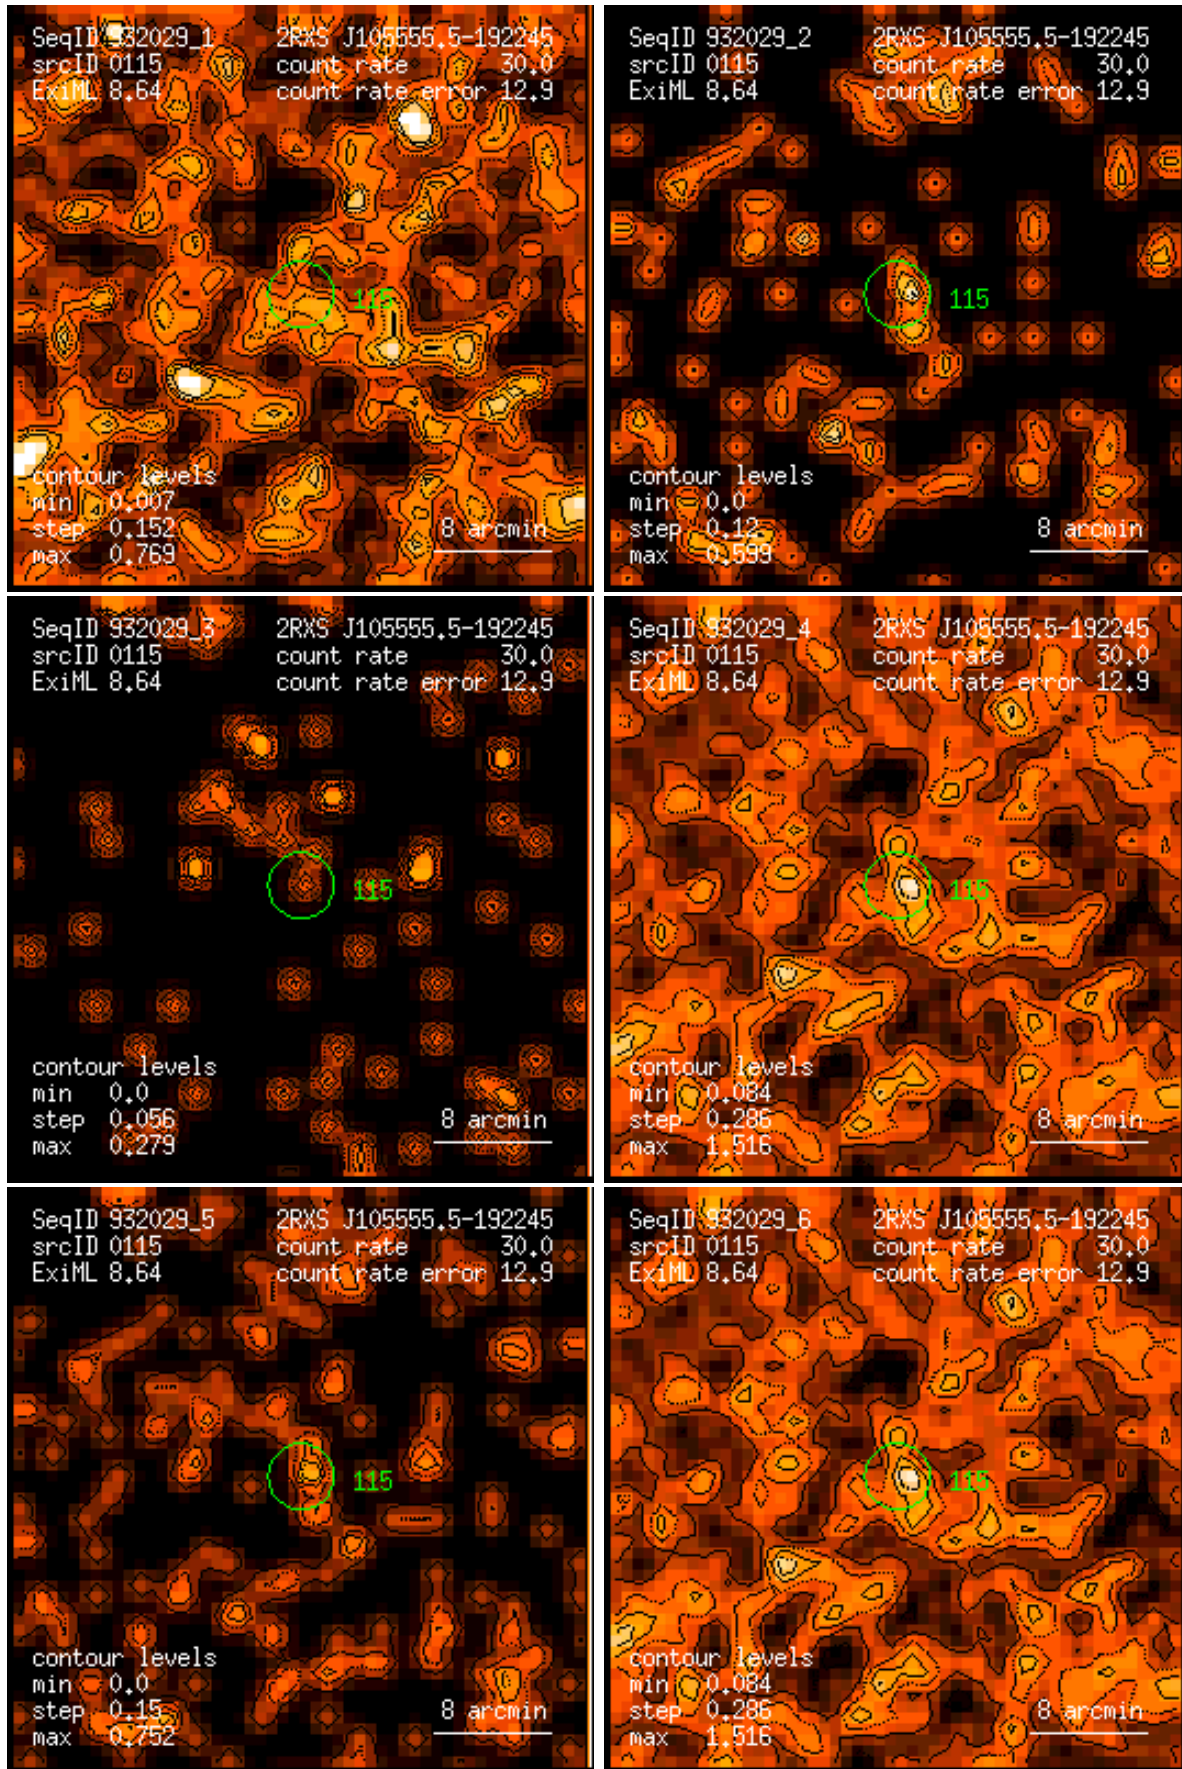 SeqID 932029_1 2RXS J105555.5-192245
srcID 0115 count rate 30.0
ExiML 8.64 count rate error 12.9
115
contour levels
min 0.007
step 0.152 8 arcmin
max 0.769
SeqID 932029_2 2RXS J105555.5-192245
srcID 0115 count rate 30.0
ExiML 8.64 count rate error 12.9
115
contour levels
min 0.0
step 0.12 8 arcmin
max 0.599
SeqID 932029_3 2RXS J105555.5-192245
srcID 0115 count rate 30.0
ExiML 8.64 count rate error 12.9
115
contour levels
min 0.0
step 0.056 8 arcmin
max 0.279
SeqID 932029_4 2RXS J105555.5-192245
srcID 0115 count rate 30.0
ExiML 8.64 count rate error 12.9
115
contour levels
min 0.084
step 0.286 8 arcmin
max 1.516
SeqID 932029_5 2RXS J105555.5-192245
srcID 0115 count rate 30.0
ExiML 8.64 count rate error 12.9
115
contour levels
min 0.0
step 0.15 8 arcmin
max 0.752
SeqID 932029_6 2RXS J105555.5-192245
srcID 0115 count rate 30.0
ExiML 8.64 count rate error 12.9
115
contour levels
min 0.084
step 0.286 8 arcmin
max 1.516